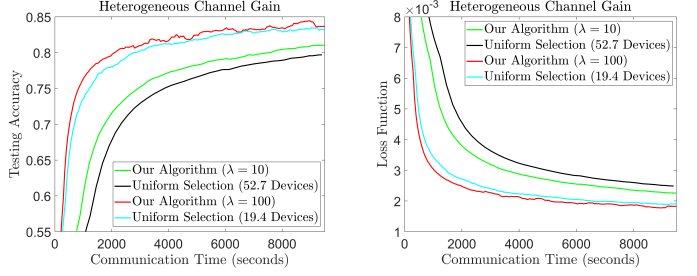 Heterogeneous Channel Gain
0.85
0.8
0.75
0.7
0.65
0.6
0.55
Testing Accuracy
Our Algorithm (λ = 10)
Uniform Selection (52.7 Devices)
Our Algorithm (λ = 100)
Uniform Selection (19.4 Devices)
0 2000 4000 6000 8000
Communication Time (seconds)
×10⁻³ Heterogeneous Channel Gain
8
7
6
5
4
3
2
1
Loss Function
Our Algorithm (λ = 10)
Uniform Selection (52.7 Devices)
Our Algorithm (λ = 100)
Uniform Selection (19.4 Devices)
0 2000 4000 6000 8000
Communication Time (seconds)